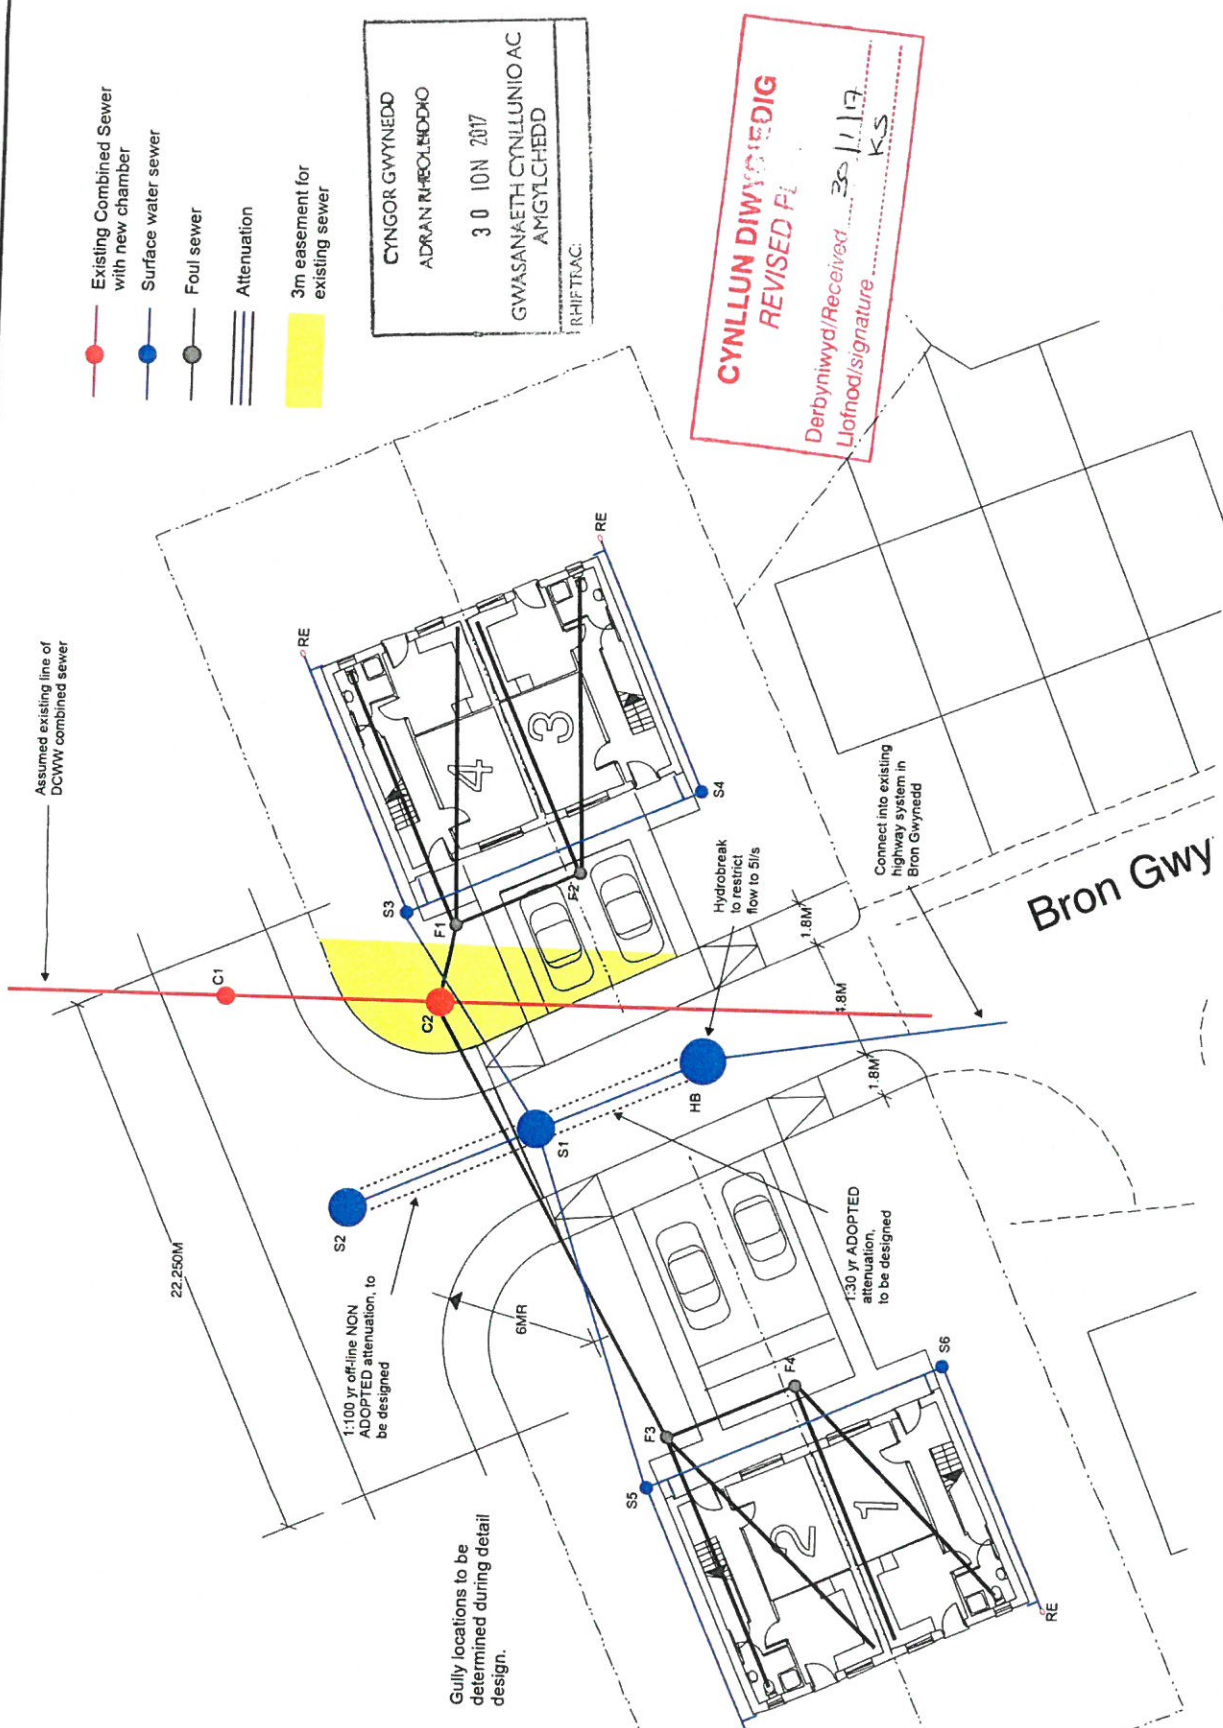 Existing Combined Sewer
with new chamber
Surface water sewer
Foul sewer
Attenuation
3m easement for
existing sewer
CYNGOR GWYNEDD
ADRAN RHEOLEIDDIO
30 ION 2017
GWASANAETH CYNLLUNIO AC
AMGYLCHEDD
RHIF TRAC:
CYNLLUN DIWYGIEDIG
REVISED PL
Derbyniwyd/Received 30/1/17
Llofnod/signature K.S
Assumed existing line of
DCWW combined sewer
22.250M
C1
C2
RE
RE
S3
F1
4
3
F2
S4
S2
S1
HB
1:100 yr off-line NON
ADOPTED attenuation, to
be designed
6MR
Hydrobreak
to restrict
flow to 5l/s
1.8M
4.8M
1.8M
Connect into existing
highway system in
Bron Gwynedd
Bron Gwy
1:30 yr ADOPTED
attenuation,
to be designed
Gully locations to be
determined during detail
design.
S5
F3
F4
S6
2
1
RE